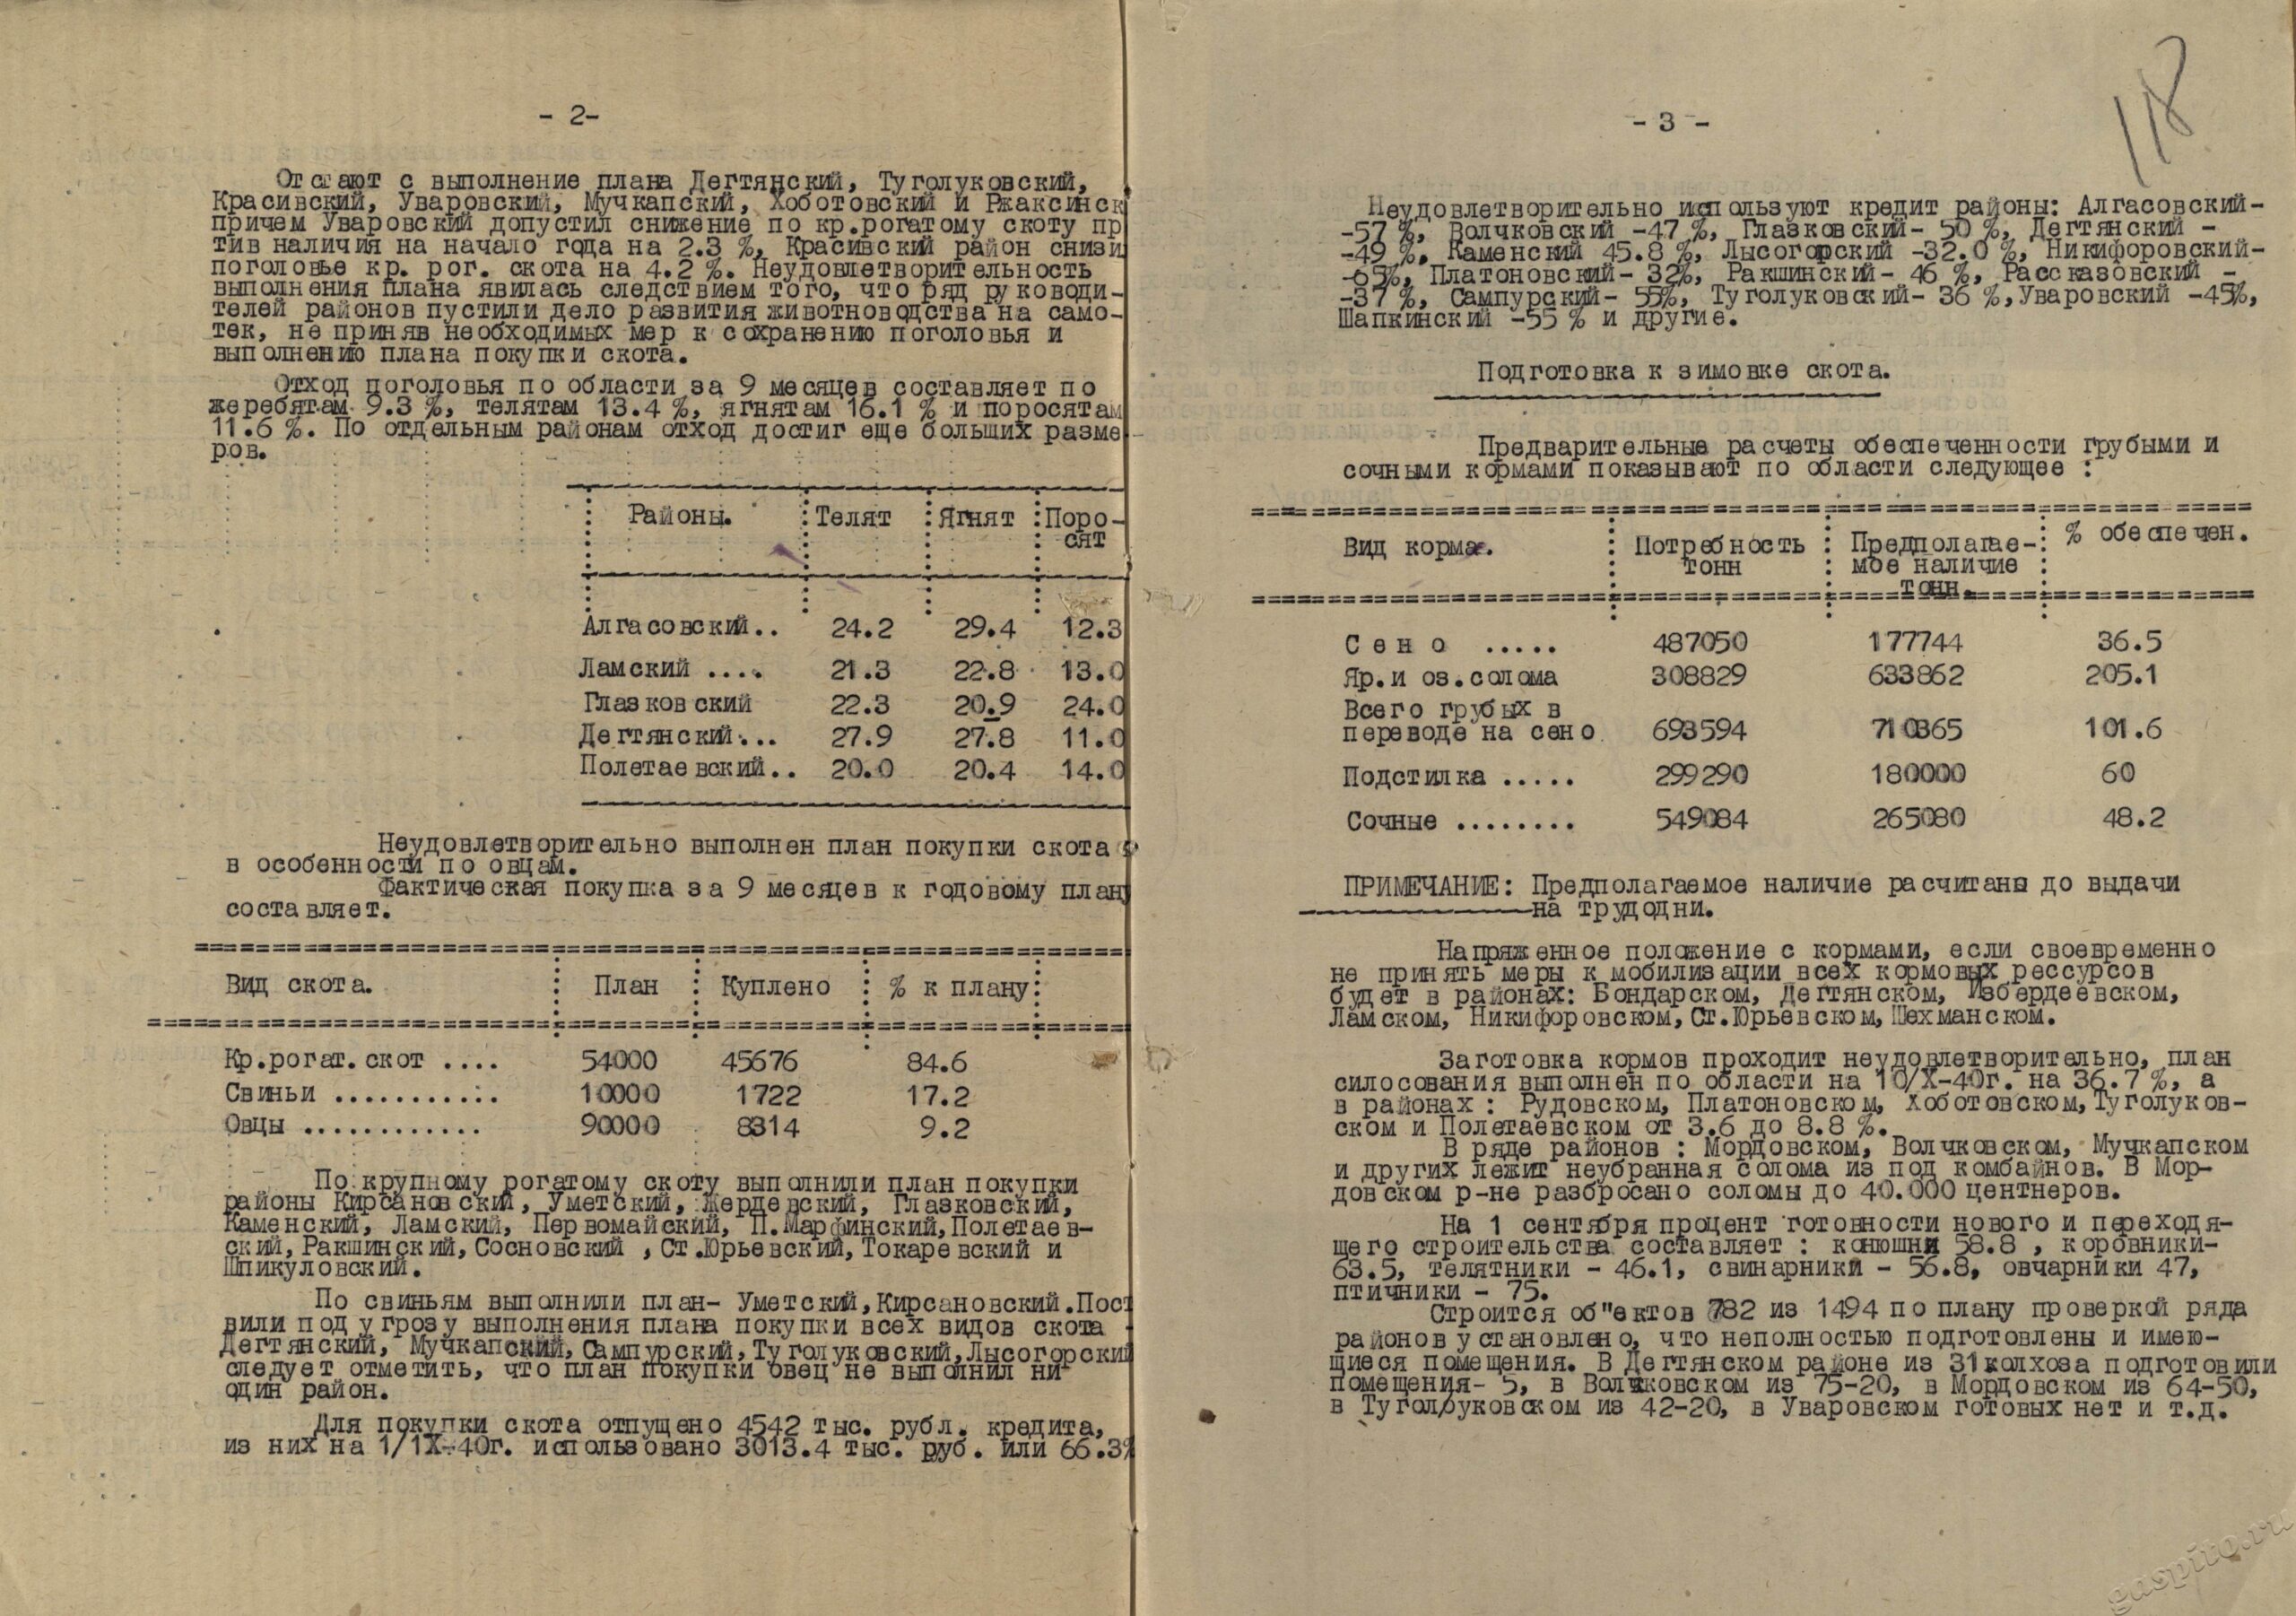 - 2-
Отстают с выполнение плана Дегтянский, Туголуковский,
Красивский, Уваровский, Мучкапский, Хоботовский и Ржаксинск
причем Уваровский допустил снижение по кр.рогатому скоту пр
тив наличия на начало года на 2.3 %, Красивский район снизи
поголовье кр. рог. скота на 4.2 %. Неудовлетворительность
выполнения плана явилась следствием того, что ряд руководи-
телей районов пустили дело развития животноводства на само-
тек, не приняв необходимых мер к сохранению поголовья и
выполнению плана покупки скота.
Отход поголовья по области за 9 месяцев составляет по
жеребятам 9.3 %, телятам 13.4 %, ягнятам 16.1 % и поросятам
11.6 %. По отдельным районам отход достиг еще больших разме-
ров.
Районы. Телят Ягнят Поро-
сят
Алгасовский.. 24.2 29.4 12.3
Ламский .... 21.3 22.8 13.0
Глазковский 22.3 20.9 24.0
Дегтянский... 27.9 27.8 11.0
Полетаевский.. 20.0 20.4 14.0
Неудовлетворительно выполнен план покупки скота
в особенности по овцам.
Фактическая покупка за 9 месяцев к годовому плану
составляет.
Вид скота. План Куплено % к плану
Кр.рогат.скот .... 54000 45676 84.6
Свиньи ........... 10000 1722 17.2
Овцы ............ 90000 8314 9.2
По крупному рогатому скоту выполнили план покупки
районы Кирсановский, Уметский, Жердевский, Глазковский,
Каменский, Ламский, Первомайский, П.Марфинский,Полетаев-
ский,Ракшинский,Сосновский ,Ст.Юрьевский,Токаревский и
Шпикуловский.
По свиньям выполнили план- Уметский,Кирсановский.Пост
вили под угрозу выполнения плана покупки всех видов скота
Дегтянский, Мучкапский,Сампурский,Туголуковский,Лысогорский
следует отметить, что план покупки овец не выполнил ни
один район.
Для покупки скота отпущено 4542 тыс. рубл. кредита,
из них на 1/1X-40г. использовано 3013.4 тыс. руб. или 66.3%
- 3 -
118
Неудовлетворительно используют кредит районы: Алгасовский-
-57 %, Волчковский -47 %, Глазковский- 50 %, Дегтянский -
-49 %, Каменский 45.8 %, Лысогорский -32.0 %, Никифоровский-
-65%, Платоновский- 32%, Ракшинский- 46 %, Рассказовский -
-37 %, Сампурский- 55%, Туголуковский- 36 %,Уваровский -45%,
Шапкинский -55 % и другие.
Подготовка к зимовке скота.
Предварительные расчеты обеспеченности грубыми и
сочными кормами показывают по области следующее :
Вид корма. Потребность Предполагае- % обеспечен.
тонн мое наличие
тонн.
С е н о ..... 487050 177744 36.5
Яр.и оз.солома 308829 633862 205.1
Всего грубых в
переводе на сено 693594 710365 101.6
Подстилка ..... 299290 180000 60
Сочные ........ 549084 265080 48.2
ПРИМЕЧАНИЕ: Предполагаемое наличие расчитано до выдачи
на трудодни.
Напряженное положение с кормами, если своевременно
не принять меры к мобилизации всех кормовых рессурсов
будет в районах: Бондарском, Дегтянском, Избердеевском,
Ламском, Никифоровском,Ст.Юрьевском,Шехманском.
Заготовка кормов проходит неудовлетворительно, план
силосования выполнен по области на 10/X-40г. на 36.7 %, а
в районах : Рудовском, Платоновском, Хоботовском,Туголуков-
ском и Полетаевском от 3.6 до 8.8 %.
В ряде районов : Мордовском, Волчковском, Мучкапском
и других лежит неубранная солома из под комбайнов. В Мор-
довском р-не разбросано соломы до 40.000 центнеров.
На 1 сентября процент готовности нового и переходя-
щего строительства составляет : конюшни 58.8 , коровники-
63.5, телятники - 46.1, свинарники - 56.8, овчарники 47,
птичники - 75.
Строится об"ектов 782 из 1494 по плану проверкой ряда
районов установлено, что неполностью подготовлены и имею-
щиеся помещения. В Дегтянском районе из 31колхоза подготовили
помещения- 5, в Волчковском из 75-20, в Мордовском из 64-50,
в Туголуковском из 42-20, в Уваровском готовых нет и т.д.
gaspito.ru